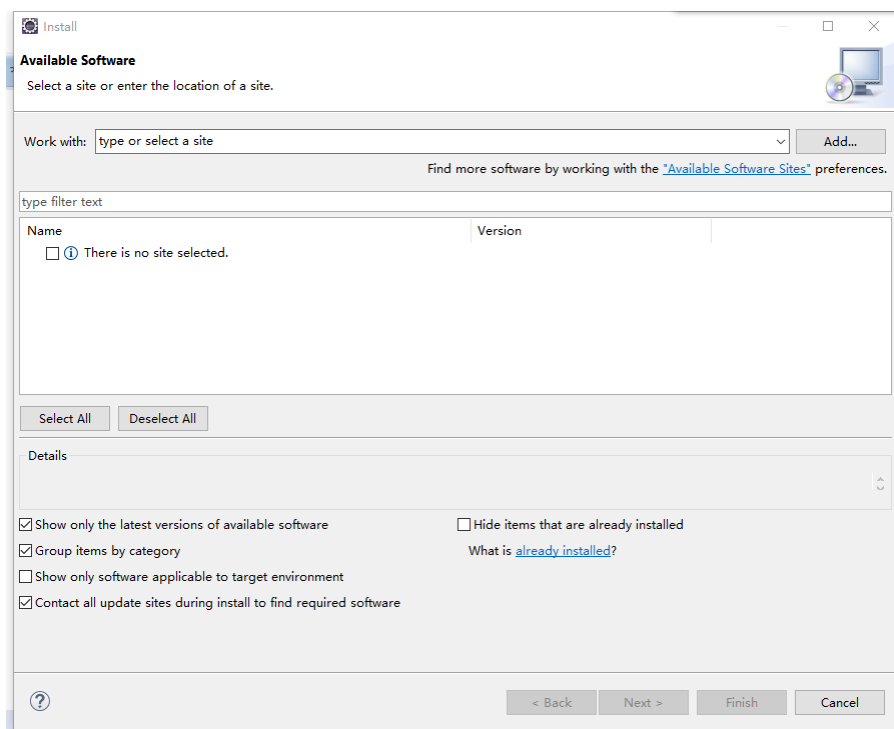 Install
Available Software
Select a site or enter the location of a site.
Work with: type or select a site Add...
Find more software by working with the "Available Software Sites" preferences.
type filter text
Name Version
There is no site selected.
Select All Deselect All
Details
Show only the latest versions of available software Hide items that are already installed
Group items by category What is already installed?
Show only software applicable to target environment
Contact all update sites during install to find required software
? < Back Next > Finish Cancel